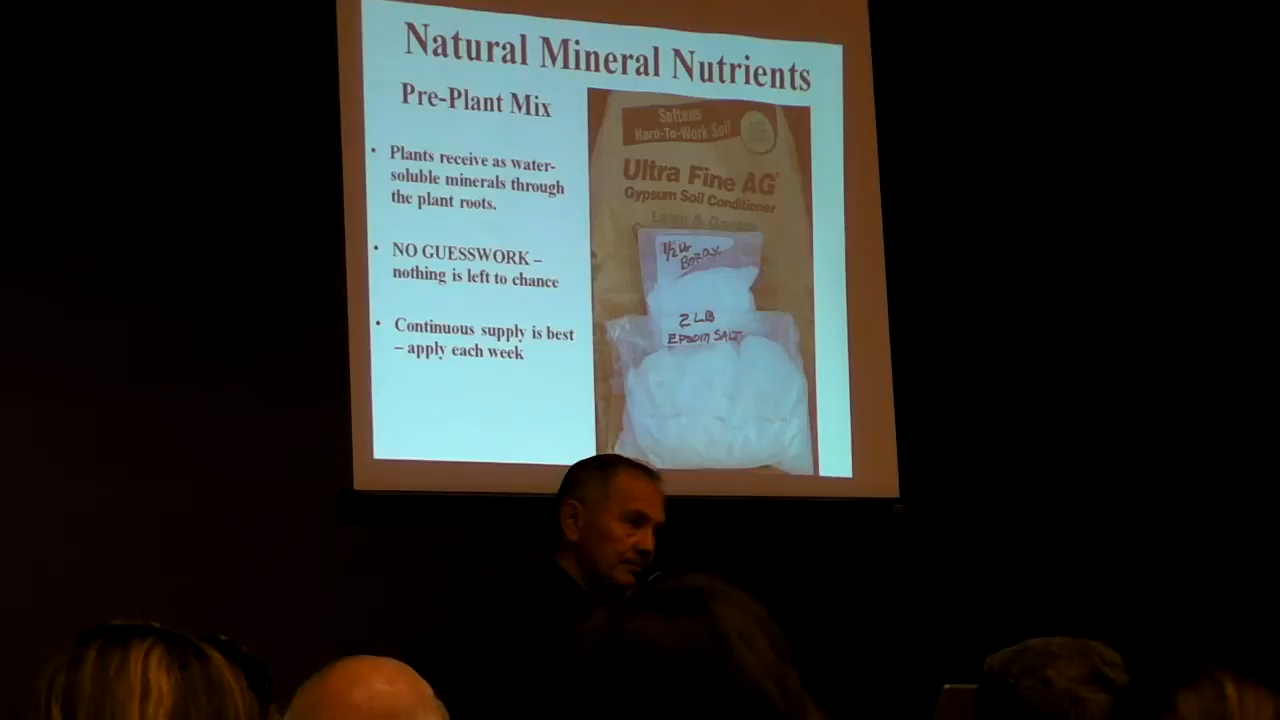 Natural Mineral Nutrients
Pre-Plant Mix
• Plants receive as water-
soluble minerals through
the plant roots.
• NO GUESSWORK –
nothing is left to chance
• Continuous supply is best
– apply each week
Softens
Hard-To-Work Soil
Ultra Fine AG
Gypsum Soil Conditioner
Lawn & Garden
1/2 lb
Borax
2 LB
EPSOM SALT